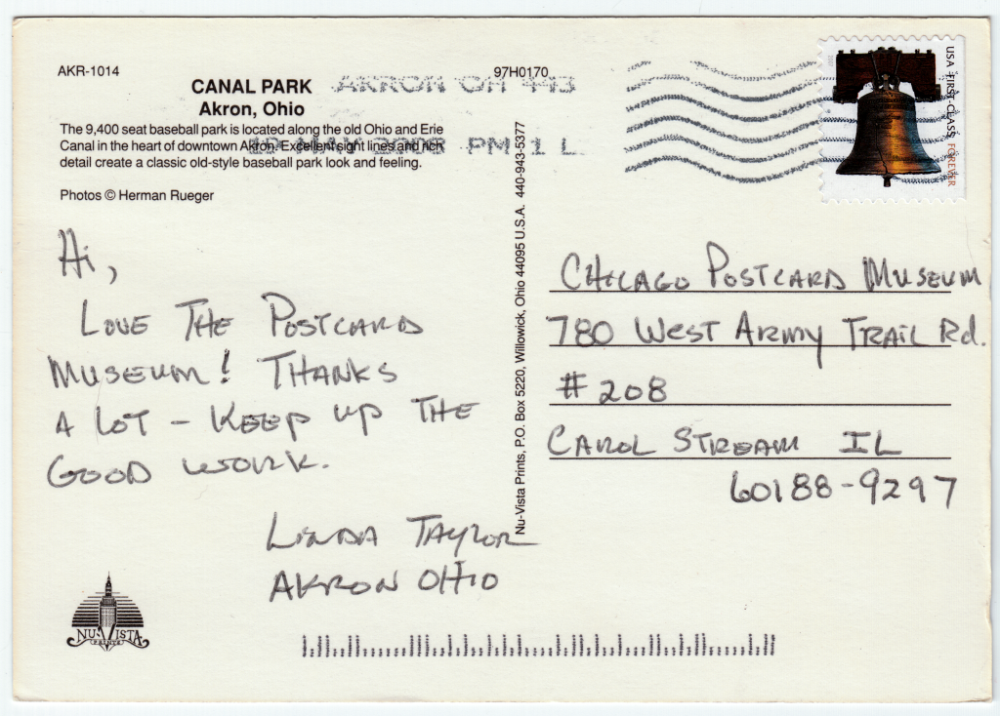 AKR-1014
97H0170
CANAL PARK
Akron, Ohio
The 9,400 seat baseball park is located along the old Ohio and Erie
Canal in the heart of downtown Akron. Excellent sight lines and rich
detail create a classic old-style baseball park look and feeling.
Photos © Herman Rueger
AKRON OH 443
MAY 2008 PM 1 L
USA FIRST-CLASS FOREVER
Hi,
LOVE THE POSTCARD
MUSEUM! THANKS
A LOT - KEEP UP THE
GOOD WORK.
LINDA TAYLOR
AKRON OHIO
Nu-Vista Prints, P.O. Box 5220, Willowick, Ohio 44095 U.S.A. 440-943-5377
CHICAGO POSTCARD MUSEUM
780 WEST ARMY TRAIL Rd.
#208
CAROL STREAM IL
60188-9297
NU-VISTA
PRINTS